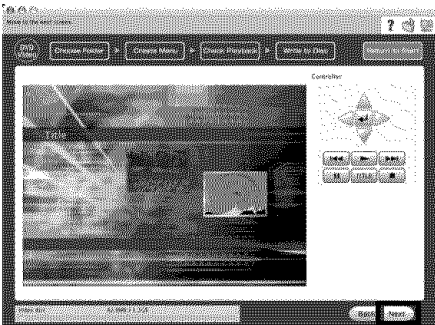 Move to the next screen.
DVD Video
Choose Folder
Create Menu
Check Playback
Write to Disc
Return to Start
Controller
Title
TITLE
Back
Next